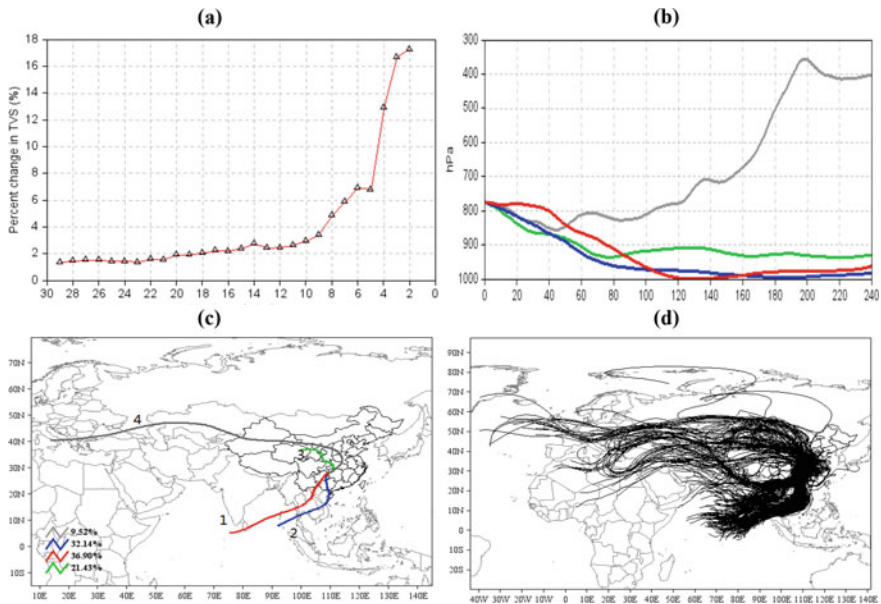 (a)
Percent change in TVS (%)
18
16
14
12
10
8
6
4
2
0
30 28 26 24 22 20 18 16 14 12 10 8 6 4 2 0
(b)
hPa
300
400
500
600
700
800
900
1000
0 20 40 60 80 100 120 140 160 180 200 220 240
(c)
70N
60N
50N
40N
30N
20N
10N
0
10S
4
3
1
2
9.52%
32.14%
36.90%
21.43%
10E 20E 30E 40E 50E 60E 70E 80E 90E 100E 110E 120E 130E 140E
(d)
90N
80N
70N
60N
50N
40N
30N
20N
10N
0
10S
20S
40W 30W 20W 10W 0 10E 20E 30E 40E 50E 60E 70E 80E 90E 100E 110E 120E 130E 140E